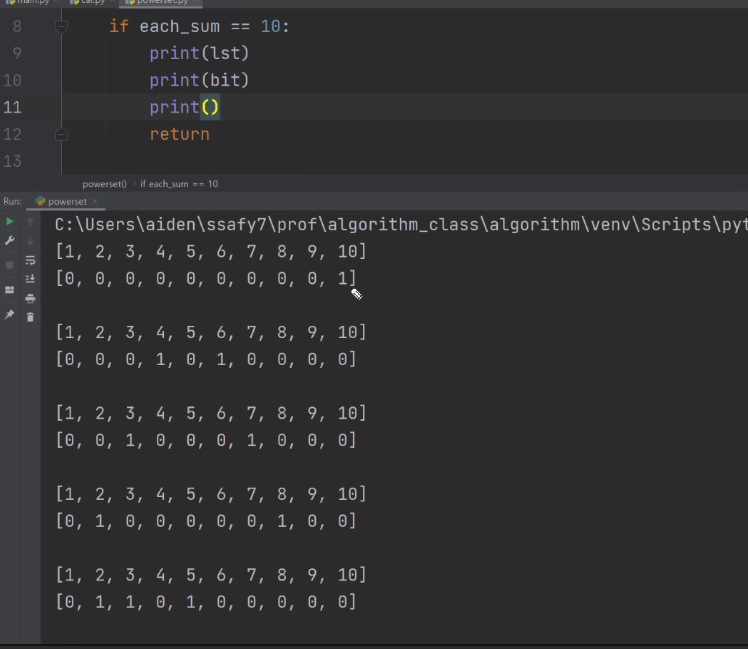 main.py cal.py powerset.py
8 if each_sum == 10:
9 print(lst)
10 print(bit)
11 print()
12 return
13
powerset() › if each_sum == 10
Run: powerset ×
C:\Users\aiden\ssafy7\prof\algorithm_class\algorithm\venv\Scripts\pyt
[1, 2, 3, 4, 5, 6, 7, 8, 9, 10]
[0, 0, 0, 0, 0, 0, 0, 0, 0, 1]
[1, 2, 3, 4, 5, 6, 7, 8, 9, 10]
[0, 0, 0, 1, 0, 1, 0, 0, 0, 0]
[1, 2, 3, 4, 5, 6, 7, 8, 9, 10]
[0, 0, 1, 0, 0, 0, 1, 0, 0, 0]
[1, 2, 3, 4, 5, 6, 7, 8, 9, 10]
[0, 1, 0, 0, 0, 0, 0, 1, 0, 0]
[1, 2, 3, 4, 5, 6, 7, 8, 9, 10]
[0, 1, 1, 0, 1, 0, 0, 0, 0, 0]